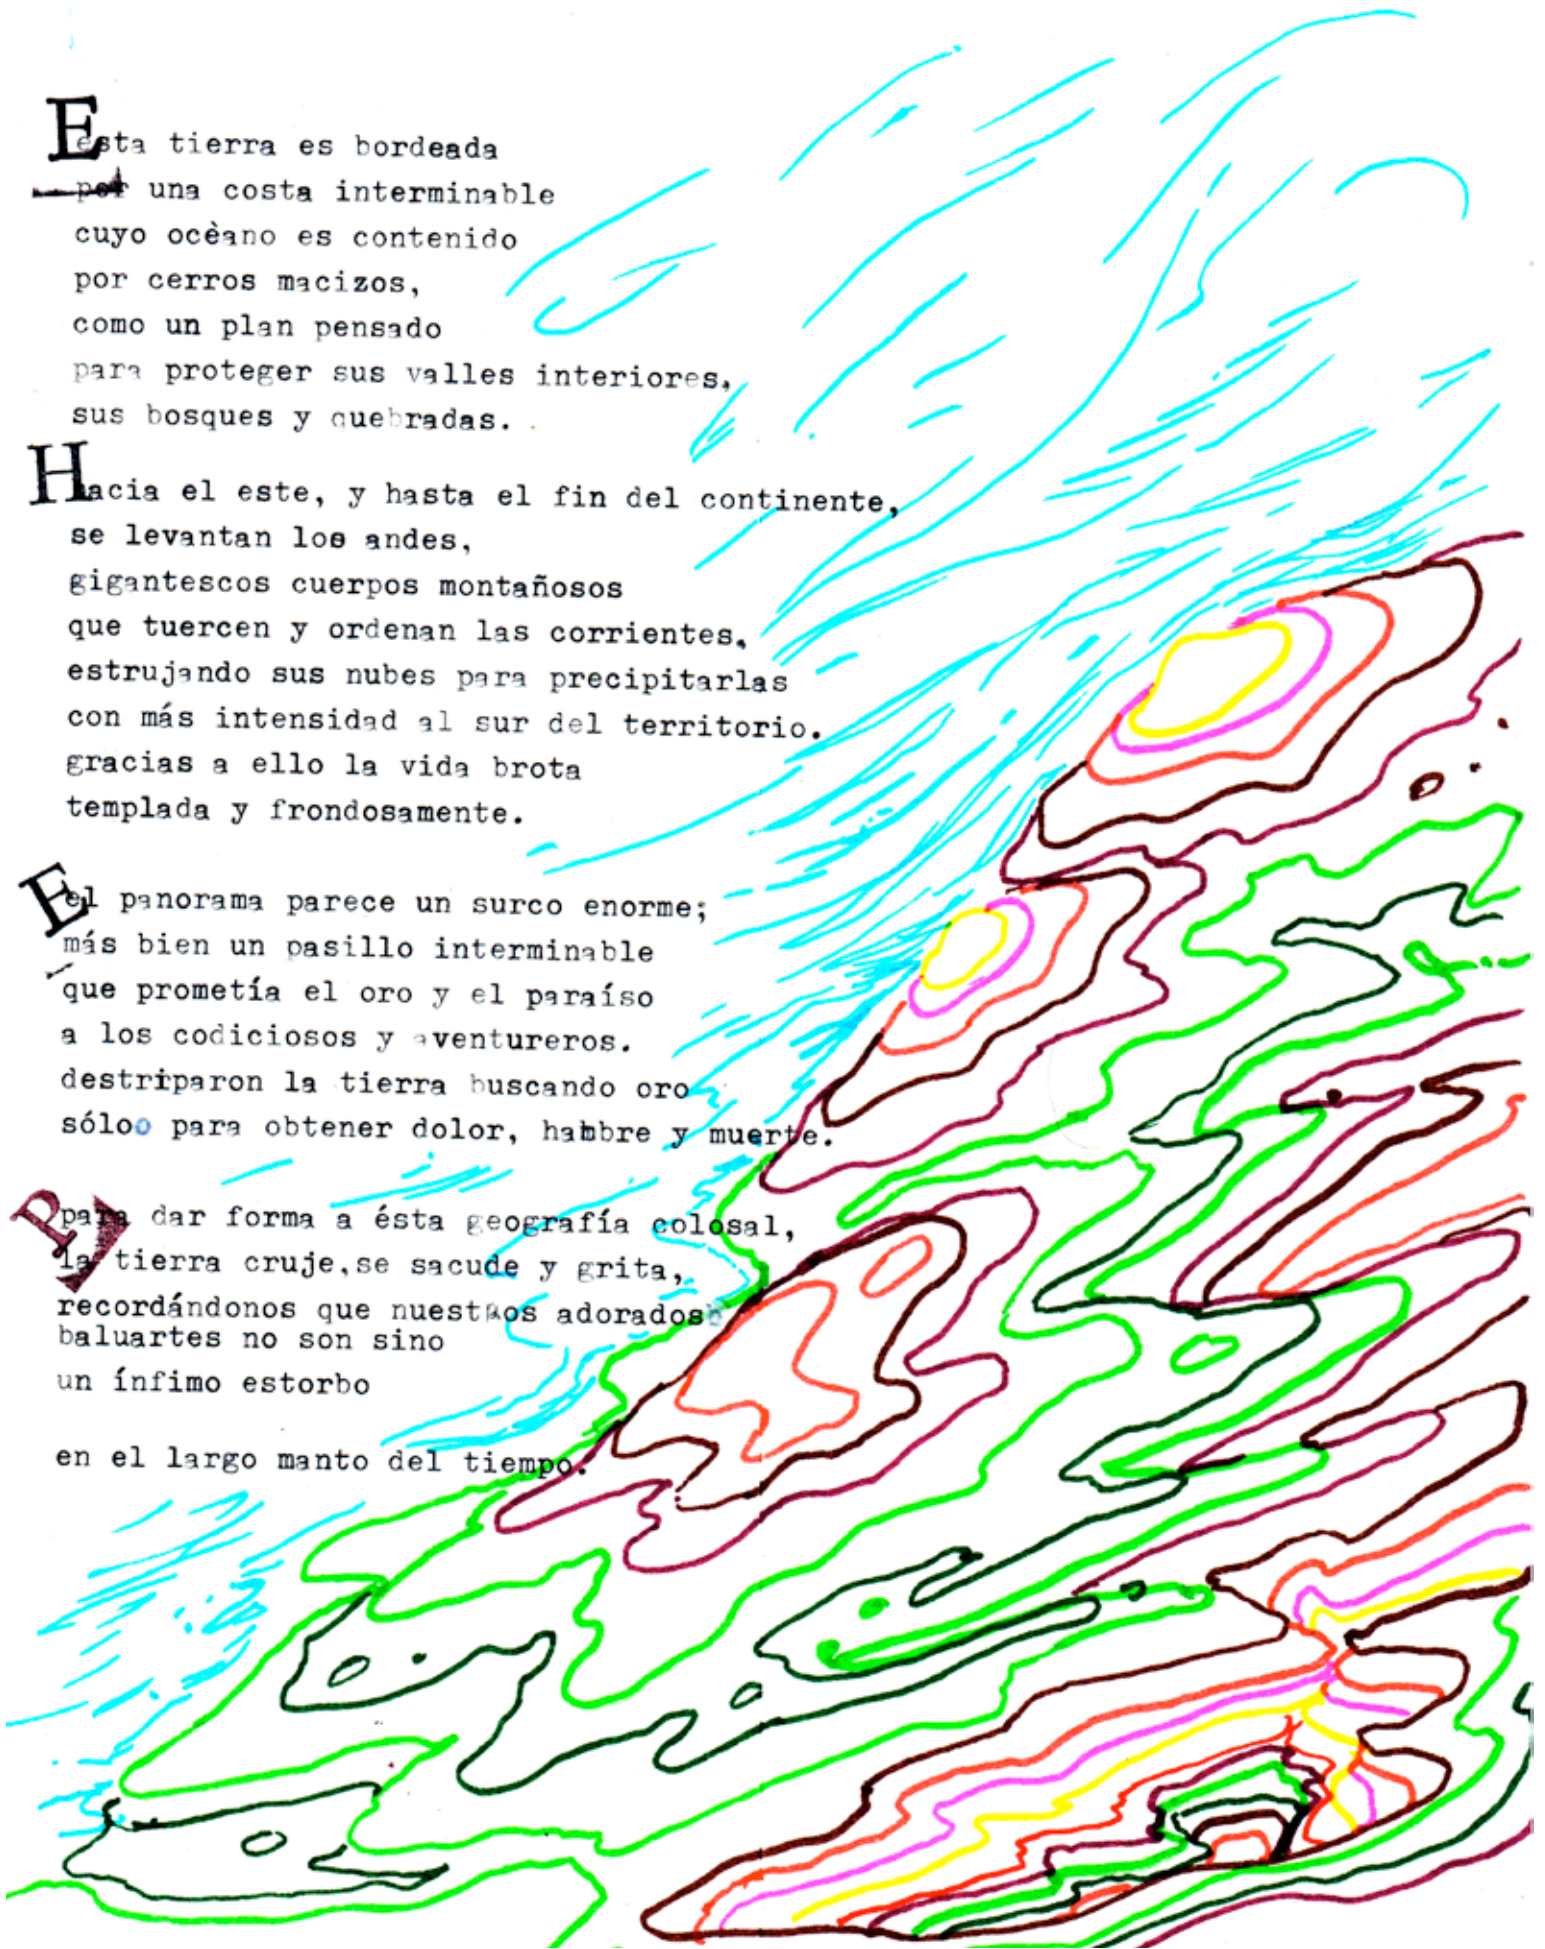 Esta tierra es bordeada
por una costa interminable
cuyo ocèano es contenido
por cerros macizos,
como un plan pensado
para proteger sus valles interiores,
sus bosques y quebradas.
Hacia el este, y hasta el fin del continente,
se levantan los andes,
gigantescos cuerpos montañosos
que tuercen y ordenan las corrientes,
estrujando sus nubes para precipitarlas
con más intensidad al sur del territorio.
gracias a ello la vida brota
templada y frondosamente.
El panorama parece un surco enorme;
más bien un pasillo interminable
que prometía el oro y el paraíso
a los codiciosos y aventureros.
destriparon la tierra buscando oro
sóloo para obtener dolor, hambre y muerte.
Para dar forma a ésta geografía colosal,
la tierra cruje,se sacude y grita,
recordándonos que nuestros adorados
baluartes no son sino
un ínfimo estorbo
en el largo manto del tiempo.